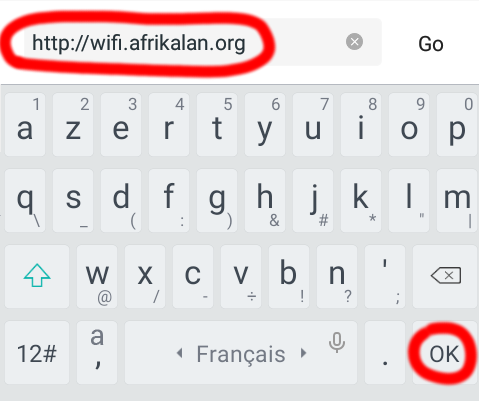 http://wifi.afrikalan.org Go
1 2 3 4 5 6 7 8 9 0
a z e r t y u i o p
q s d f g h j k l m
\ _ ( : ) & # * " |
w x c v b n '
@ / - ÷ ! ? ;
12# a , Français . OK